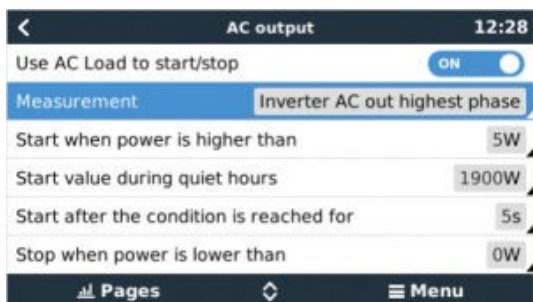 AC output 12:28
Use AC Load to start/stop ON
Measurement Inverter AC out highest phase
Start when power is higher than 5W
Start value during quiet hours 1900W
Start after the condition is reached for 5s
Stop when power is lower than 0W
Pages Menu